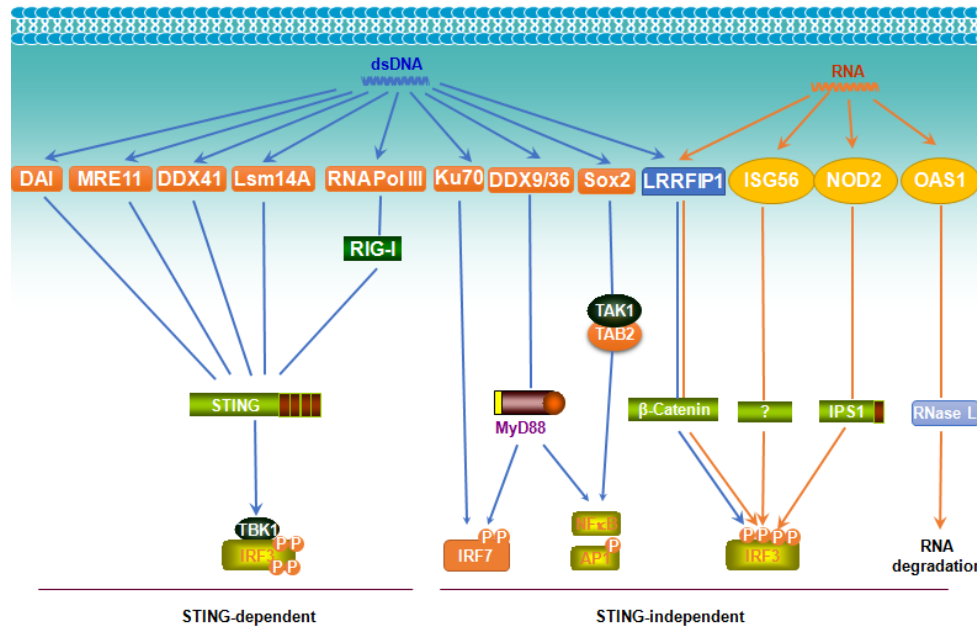 dsDNA
RNA
DAI
MRE11
DDX41
Lsm14A
RNA Pol III
Ku70
DDX9/36
Sox2
LRRFIP1
ISG56
NOD2
OAS1
RIG-I
TAK1
TAB2
STING
MyD88
β-Catenin
?
IPS1
RNase L
TBK1
IRF3
P
P
P
P
P
P
IRF7
NFκB
P
AP1
P
P
P
P
IRF3
RNA
degradation
STING-dependent
STING-independent